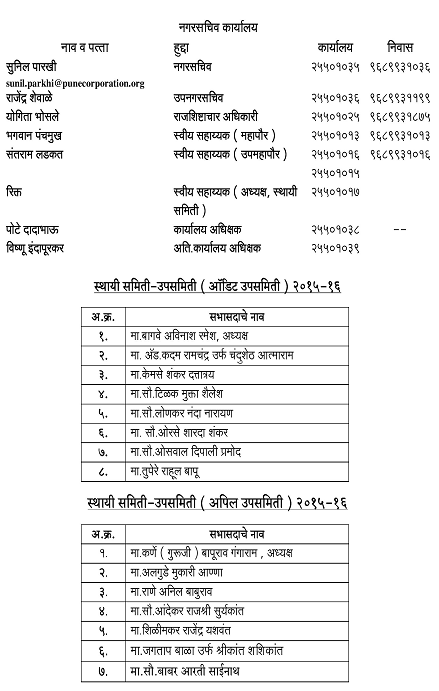 नगरसचिव कार्यालय
नाव व पत्ता हुद्दा कार्यालय निवास
सुनिल पारखी नगरसचिव २५५०१०३५ ९६८९९३१०३६
sunil.parkhi@punecorporation.org
राजेंद्र शेवाळे उपनगरसचिव २५५०१०३६ ९६८९९३११९९
योगिता भोसले राजशिष्टाचार अधिकारी २५५०१०२५ ९६८९९३१८७५
भगवान पंचमुख स्वीय सहाय्यक ( महापौर ) २५५०१०१३ ९६८९९३१०१३
संतराम लडकत स्वीय सहाय्यक ( उपमहापौर ) २५५०१०१६ ९६८९९३१०१६
२५५०१०१५
रिक्त स्वीय सहाय्यक ( अध्यक्ष, स्थायी २५५०१०१७
समिती )
पोटे दादाभाऊ कार्यालय अधिक्षक २५५०१०३८ --
विष्णू इंदापूरकर अति.कार्यालय अधिक्षक २५५०१०३९
स्थायी समिती-उपसमिती ( ऑडिट उपसमिती ) २०१५-१६
अ.क्र. सभासदाचे नाव
१. मा.बागवे अविनाश रमेश, अध्यक्ष
२. मा. अॅड.कदम रामचंद्र उर्फ चंदुशेठ आत्माराम
३. मा.केमसे शंकर दत्तात्रय
४. मा.सौ.टिळक मुक्ता शैलेश
५. मा.सौ.लोणकर नंदा नारायण
६. मा. सौ.ओरसे शारदा शंकर
७. मा.सौ.ओसवाल दिपाली प्रमोद
८. मा.तुपेरे राहूल बापू
स्थायी समिती-उपसमिती ( अपिल उपसमिती ) २०१५-१६
अ.क्र. सभासदाचे नाव
१. मा.कर्णे ( गुरूजी ) बापूराव गंगाराम , अध्यक्ष
२. मा.अलगुडे मुकारी आण्णा
३. मा.राणे अनिल बाबुराव
४. मा.सौ.आंदेकर राजश्री सुर्यकांत
५. मा.शिळीमकर राजेंद्र यशवंत
६. मा.जगताप बाळा उर्फ श्रीकांत शशिकांत
७. मा.सौ.बाबर आरती साईनाथ